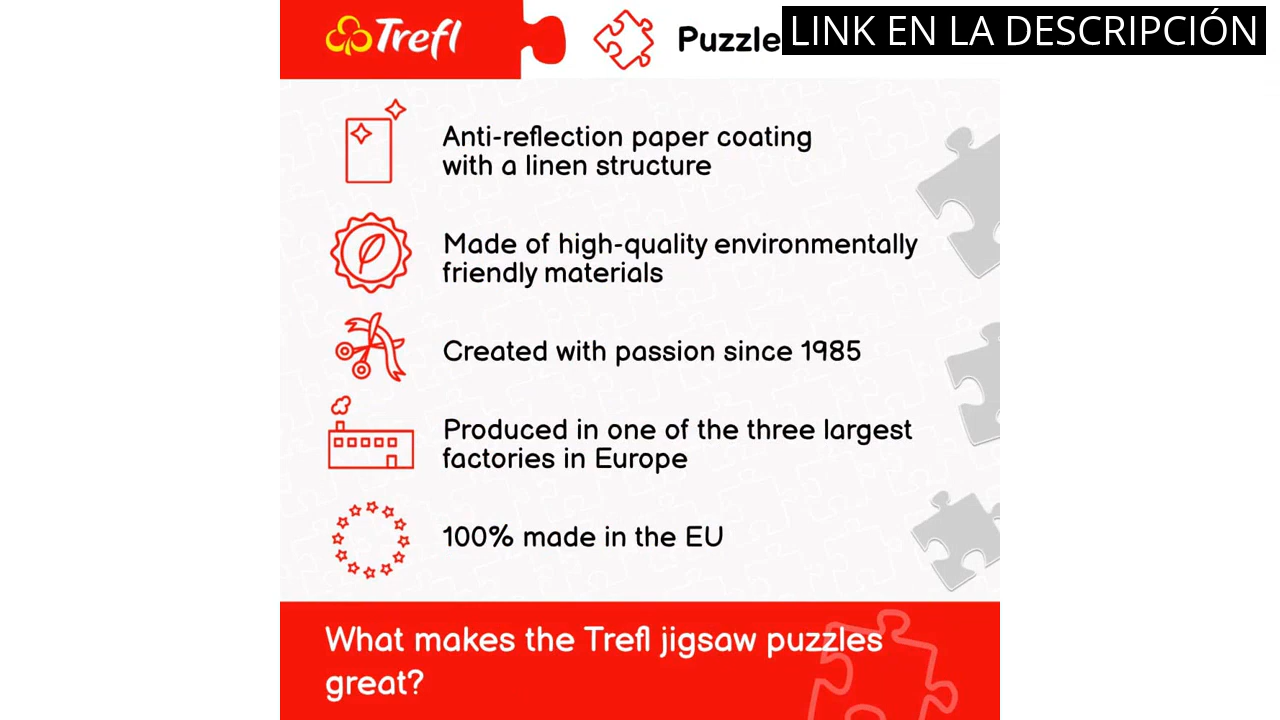 Trefl
Puzzle
LINK EN LA DESCRIPCIÓN
Anti-reflection paper coating
with a linen structure
Made of high-quality environmentally
friendly materials
Created with passion since 1985
Produced in one of the three largest
factories in Europe
100% made in the EU
What makes the Trefl jigsaw puzzles
great?